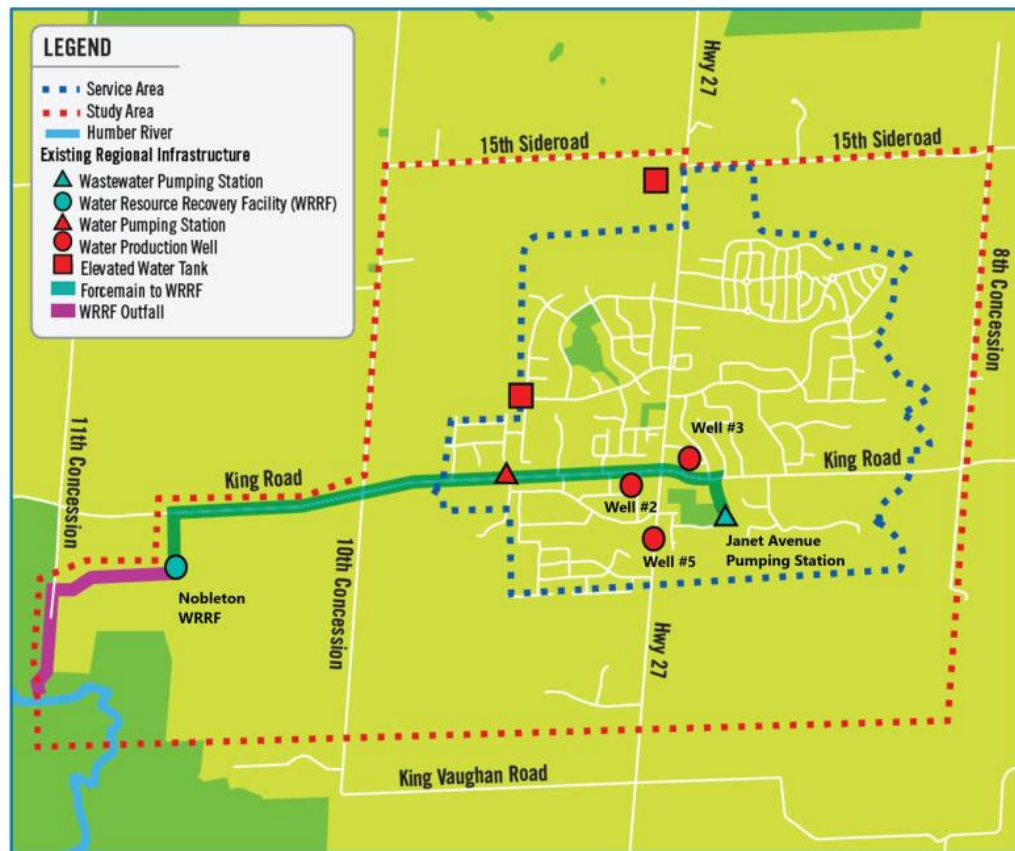 LEGEND
Service Area
Study Area
Humber River
Existing Regional Infrastructure
Wastewater Pumping Station
Water Resource Recovery Facility (WRRF)
Water Pumping Station
Water Production Well
Elevated Water Tank
Forcemain to WRRF
WRRF Outfall
Hwy 27
15th Sideroad
15th Sideroad
8th Concession
11th Concession
Well #3
King Road
King Road
Well #2
Janet Avenue
Pumping Station
Well #5
Nobleton
WRRF
10th Concession
Hwy 27
King Vaughan Road